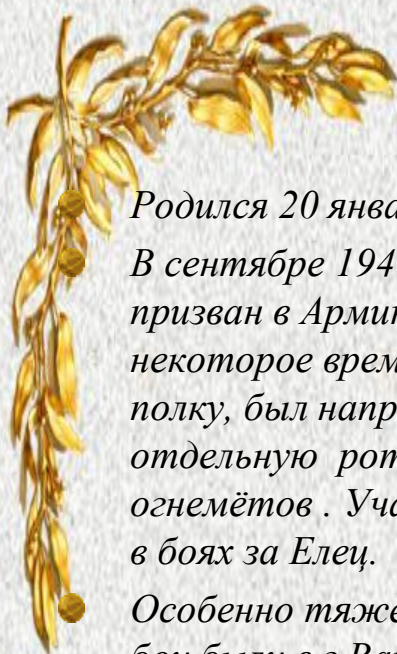 Родился 20 янва
В сентябре 194
призван в Арми
некоторое врем
полку, был напр
отдельную рот
огнемётов . Уча
в боях за Елец.
Особенно тяже